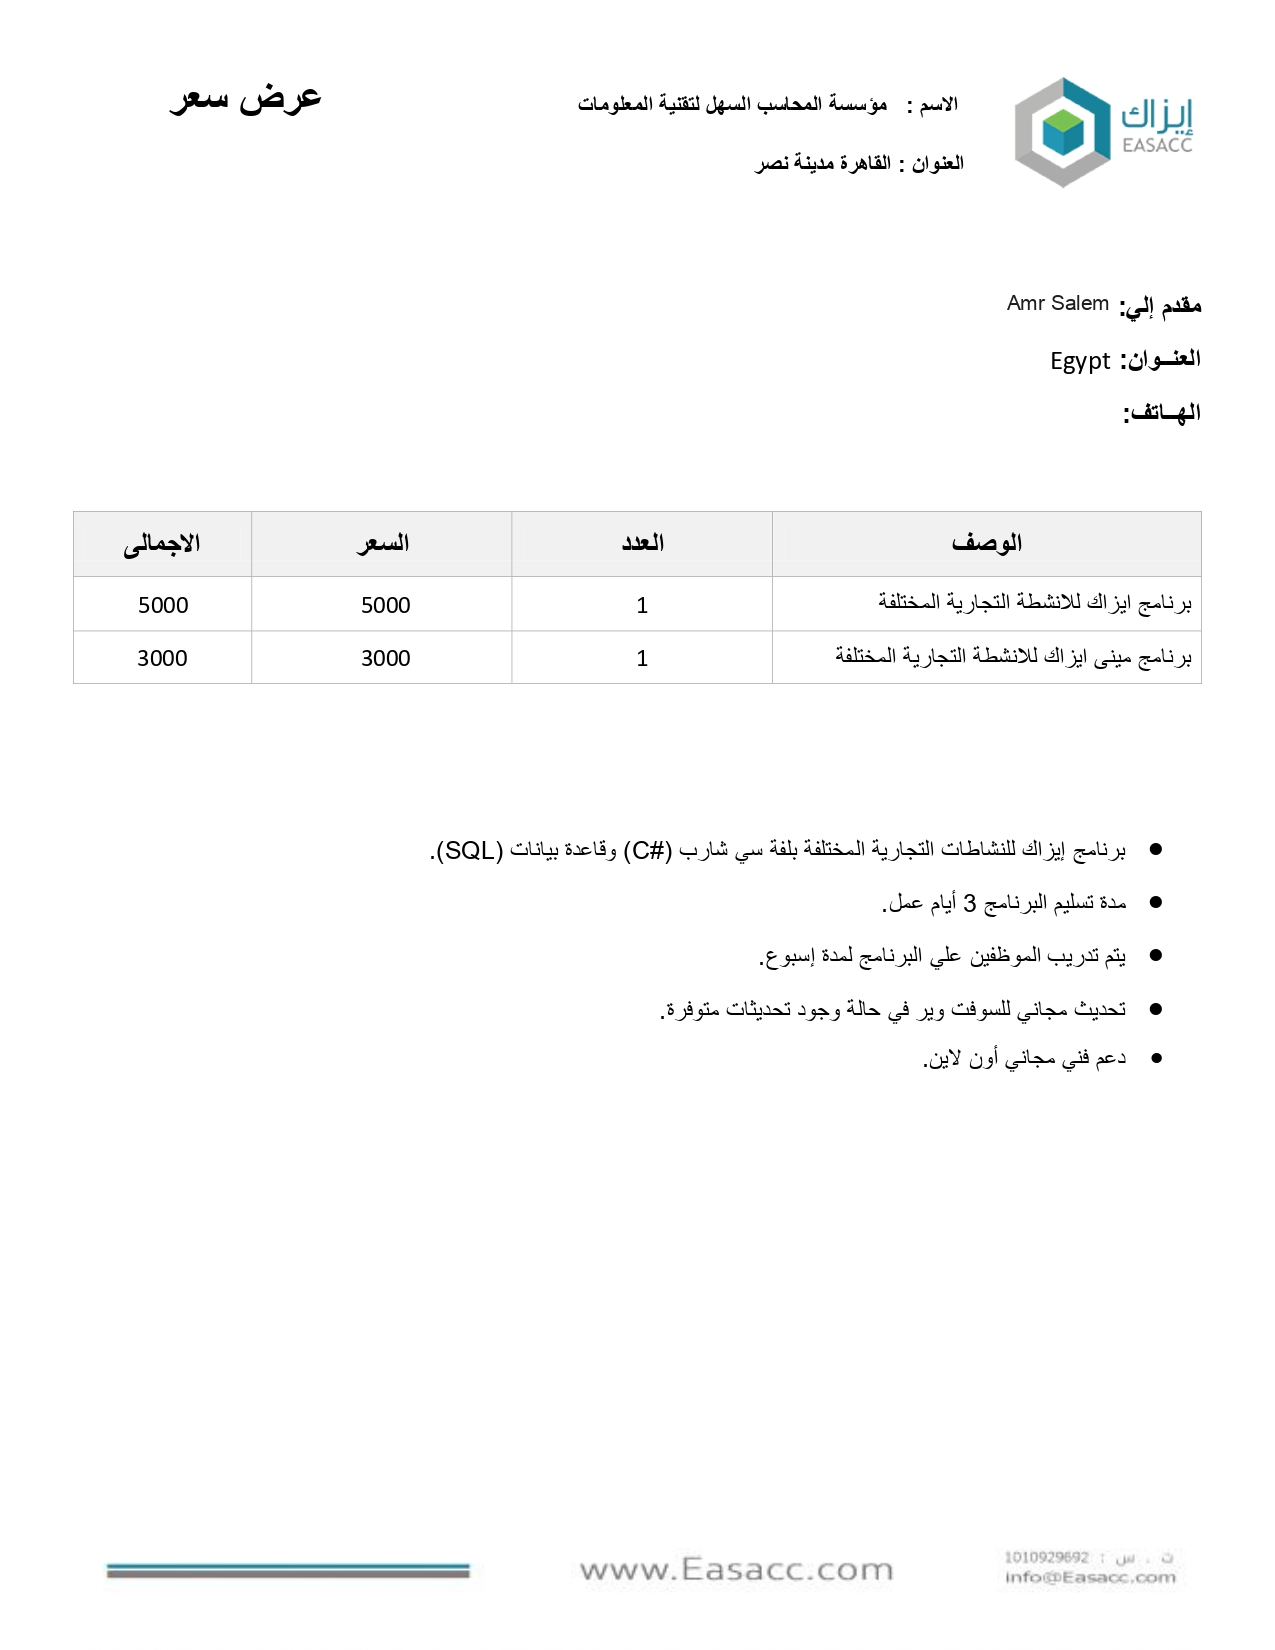 إيزاك
EASACC
الاسم : مؤسسة المحاسب السهل لتقنية المعلومات
عرض سعر
العنوان : القاهرة مدينة نصر
مقدم إلي: Amr Salem
العنـــوان: Egypt
الهـــاتف:
الوصف العدد السعر الاجمالى
برنامج ايزاك للانشطة التجارية المختلفة 1 5000 5000
برنامج مينى ايزاك للانشطة التجارية المختلفة 1 3000 3000
● برنامج إيزاك للنشاطات التجارية المختلفة بلفة سي شارب (C#) وقاعدة بيانات (SQL).
● مدة تسليم البرنامج 3 أيام عمل.
● يتم تدريب الموظفين علي البرنامج لمدة إسبوع.
● تحديث مجاني للسوفت وير في حالة وجود تحديثات متوفرة.
● دعم فني مجاني أون لاين.
ت . س : 1010929692
info@Easacc.com
www.Easacc.com